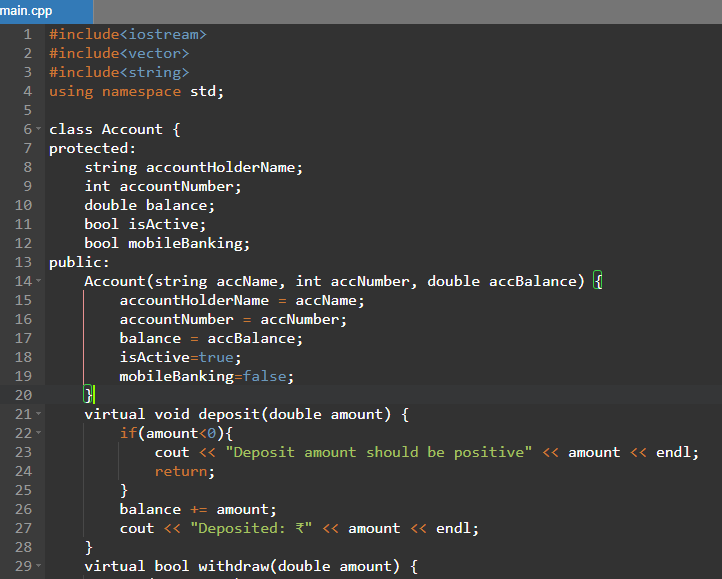 main.cpp
1 #include<iostream>
2 #include<vector>
3 #include<string>
4 using namespace std;
5
6 class Account {
7 protected:
8     string accountHolderName;
9     int accountNumber;
10     double balance;
11     bool isActive;
12     bool mobileBanking;
13 public:
14     Account(string accName, int accNumber, double accBalance) {
15         accountHolderName = accName;
16         accountNumber = accNumber;
17         balance = accBalance;
18         isActive=true;
19         mobileBanking=false;
20     }
21     virtual void deposit(double amount) {
22         if(amount<0){
23             cout << "Deposit amount should be positive" << amount << endl;
24             return;
25         }
26         balance += amount;
27         cout << "Deposited: ₹" << amount << endl;
28     }
29     virtual bool withdraw(double amount) {